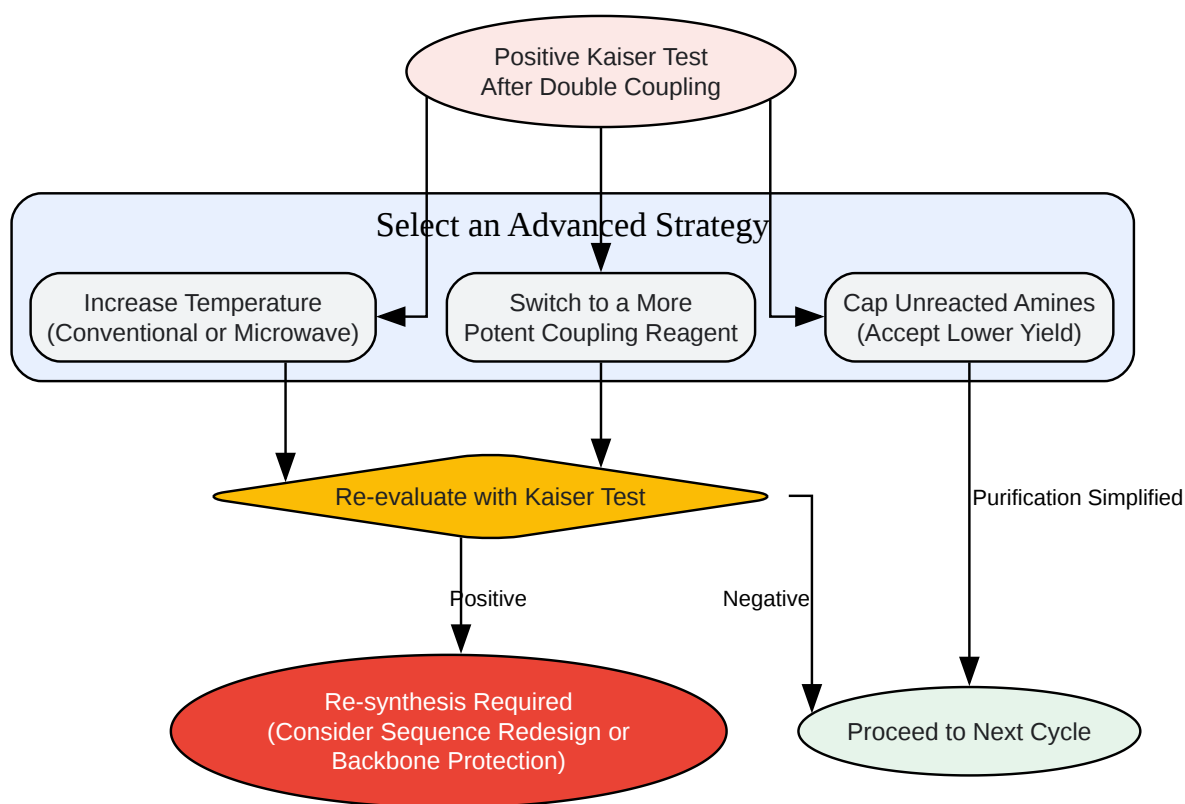 Positive Kaiser Test
After Double Coupling
Select an Advanced Strategy
Increase Temperature
(Conventional or Microwave)
Switch to a More
Potent Coupling Reagent
Cap Unreacted Amines
(Accept Lower Yield)
Re-evaluate with Kaiser Test
Purification Simplified
Positive
Negative
Re-synthesis Required
(Consider Sequence Redesign or
Backbone Protection)
Proceed to Next Cycle